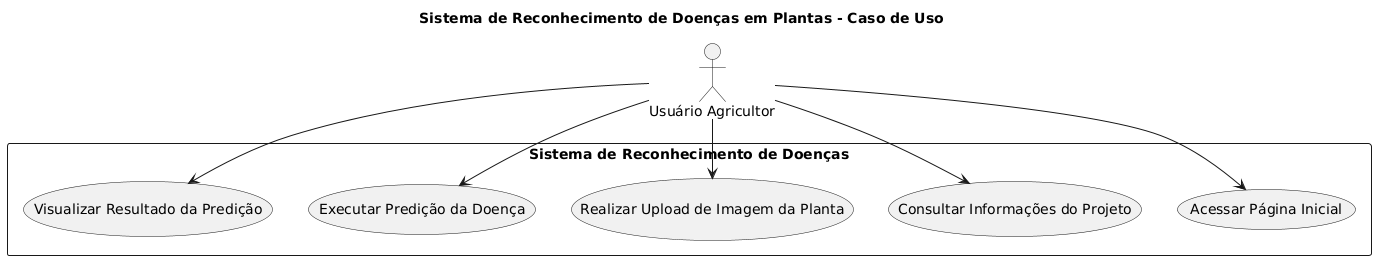 Sistema de Reconhecimento de Doenças em Plantas - Caso de Uso
Usuário Agricultor
Sistema de Reconhecimento de Doenças
Visualizar Resultado da Predição
Executar Predição da Doença
Realizar Upload de Imagem da Planta
Consultar Informações do Projeto
Acessar Página Inicial